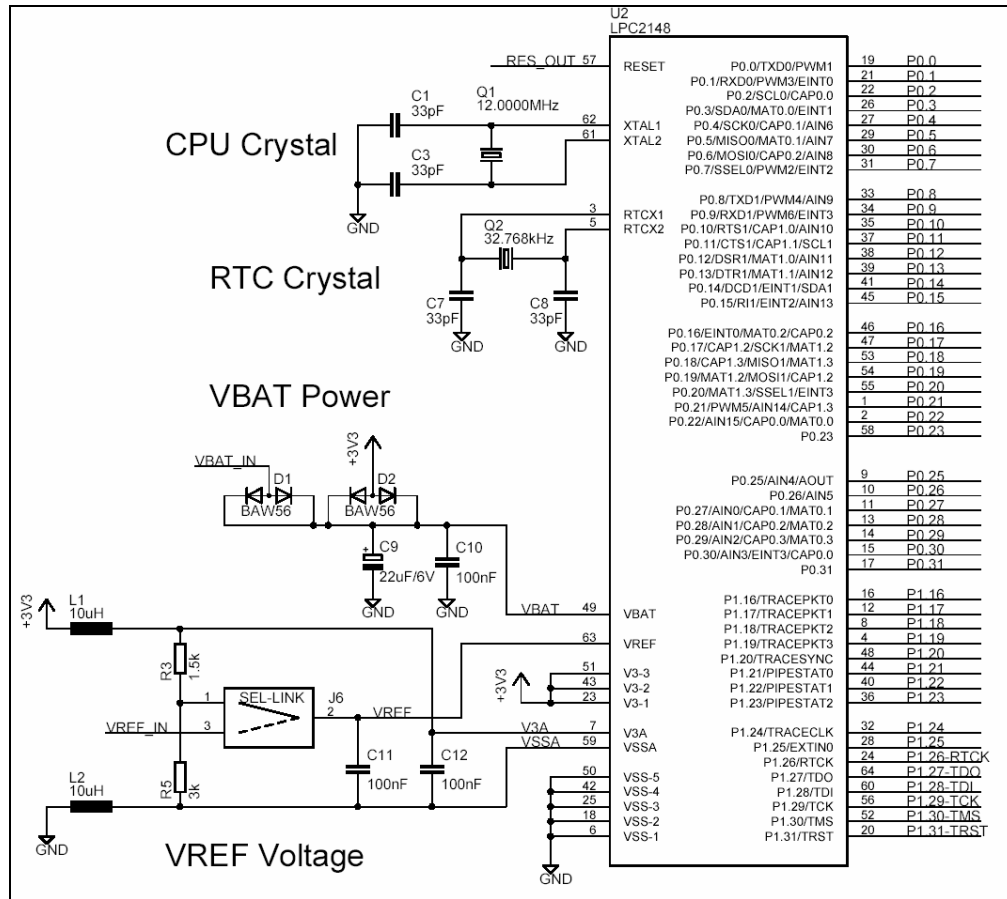 U2
LPC2148
RES_OUT 57 RESET
C1
33pF
Q1
12.0000MHz
CPU Crystal
62 XTAL1
61 XTAL2
C3
33pF
GND
3 RTCX1
5 RTCX2
Q2
32.768kHz
RTC Crystal
C7
33pF
C8
33pF
GND
GND
VBAT Power
+3V3
VBAT_IN
D1
BAW56
D2
BAW56
C9
+
22uF/6V
C10
100nF
GND
GND
VBAT 49 VBAT
+3V3
L1
10uH
63 VREF
R3
1.5k
SEL-LINK
J6
1
2
3
VREF
VREF_IN
+3V3
51 V3-3
43 V3-2
23 V3-1
V3A 7 V3A
VSSA 59 VSSA
C11
100nF
C12
100nF
R5
3k
L2
10uH
GND
VREF Voltage
50 VSS-5
42 VSS-4
25 VSS-3
18 VSS-2
6 VSS-1
GND
P0.0/TXD0/PWM1 19 P0.0
P0.1/RXD0/PWM3/EINT0 21 P0.1
P0.2/SCL0/CAP0.0 22 P0.2
P0.3/SDA0/MAT0.0/EINT1 26 P0.3
P0.4/SCK0/CAP0.1/AIN6 27 P0.4
P0.5/MISO0/MAT0.1/AIN7 29 P0.5
P0.6/MOSI0/CAP0.2/AIN8 30 P0.6
P0.7/SSEL0/PWM2/EINT2 31 P0.7
P0.8/TXD1/PWM4/AIN9 33 P0.8
P0.9/RXD1/PWM6/EINT3 34 P0.9
P0.10/RTS1/CAP1.0/AIN10 35 P0.10
P0.11/CTS1/CAP1.1/SCL1 37 P0.11
P0.12/DSR1/MAT1.0/AIN11 38 P0.12
P0.13/DTR1/MAT1.1/AIN12 39 P0.13
P0.14/DCD1/EINT1/SDA1 41 P0.14
P0.15/RI1/EINT2/AIN13 45 P0.15
P0.16/EINT0/MAT0.2/CAP0.2 46 P0.16
P0.17/CAP1.2/SCK1/MAT1.2 47 P0.17
P0.18/CAP1.3/MISO1/MAT1.3 53 P0.18
P0.19/MAT1.2/MOSI1/CAP1.2 54 P0.19
P0.20/MAT1.3/SSEL1/EINT3 55 P0.20
P0.21/PWM5/AIN14/CAP1.3 1 P0.21
P0.22/AIN15/CAP0.0/MAT0.0 2 P0.22
P0.23 58 P0.23
P0.25/AIN4/AOUT 9 P0.25
P0.26/AIN5 10 P0.26
P0.27/AIN0/CAP0.1/MAT0.1 11 P0.27
P0.28/AIN1/CAP0.2/MAT0.2 13 P0.28
P0.29/AIN2/CAP0.3/MAT0.3 14 P0.29
P0.30/AIN3/EINT3/CAP0.0 15 P0.30
P0.31 17 P0.31
P1.16/TRACEPKT0 16 P1.16
P1.17/TRACEPKT1 12 P1.17
P1.18/TRACEPKT2 8 P1.18
P1.19/TRACEPKT3 4 P1.19
P1.20/TRACESYNC 48 P1.20
P1.21/PIPESTAT0 44 P1.21
P1.22/PIPESTAT1 40 P1.22
P1.23/PIPESTAT2 36 P1.23
P1.24/TRACECLK 32 P1.24
P1.25/EXTIN0 28 P1.25
P1.26/RTCK 24 P1.26-RTCK
P1.27/TDO 64 P1.27-TDO
P1.28/TDI 60 P1.28-TDI
P1.29/TCK 56 P1.29-TCK
P1.30/TMS 52 P1.30-TMS
P1.31/TRST 20 P1.31-TRST